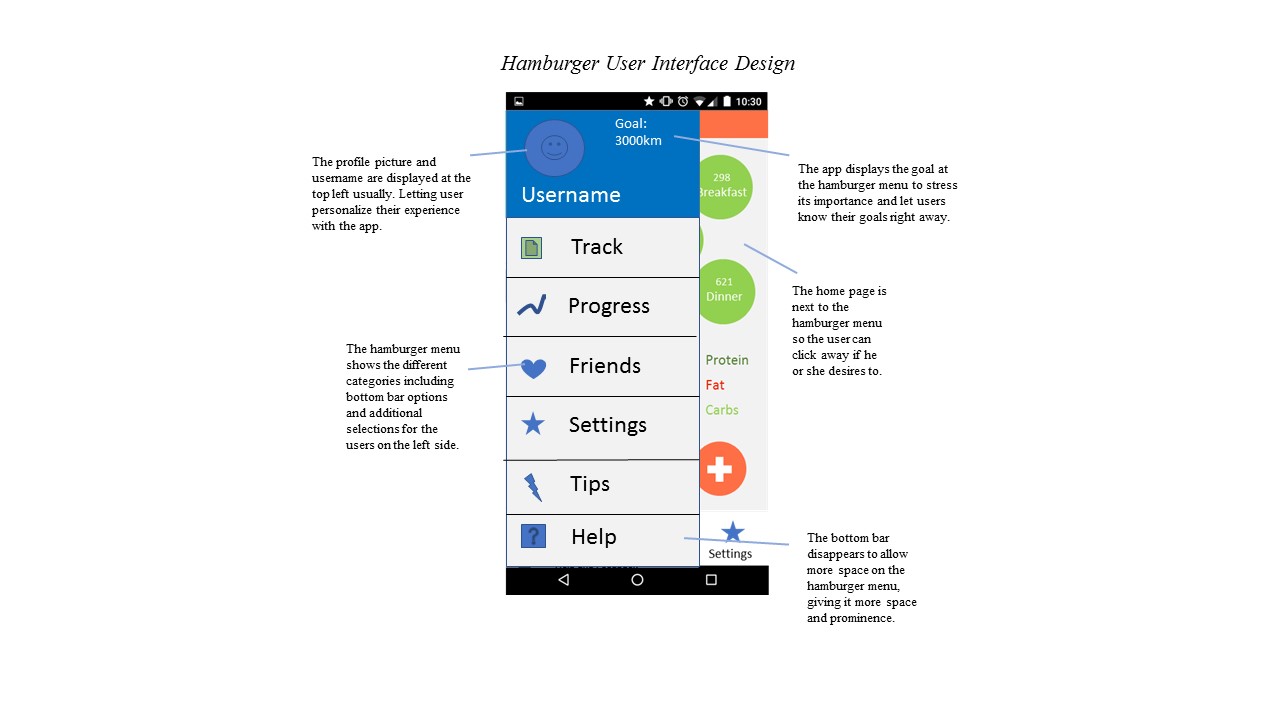 Hamburger User Interface Design
10:30
Goal:
3000km
Username
The profile picture and
username are displayed at the
top left usually. Letting user
personalize their experience
with the app.
The app displays the goal at
the hamburger menu to stress
its importance and let users
know their goals right away.
298
Breakfast
Track
621
Dinner
The home page is
next to the
hamburger menu
so the user can
click away if he
or she desires to.
Progress
The hamburger menu
shows the different
categories including
bottom bar options
and additional
selections for the
users on the left side.
Friends
Protein
Fat
Carbs
Settings
Tips
?
Help
Settings
The bottom bar
disappears to allow
more space on the
hamburger menu,
giving it more space
and prominence.